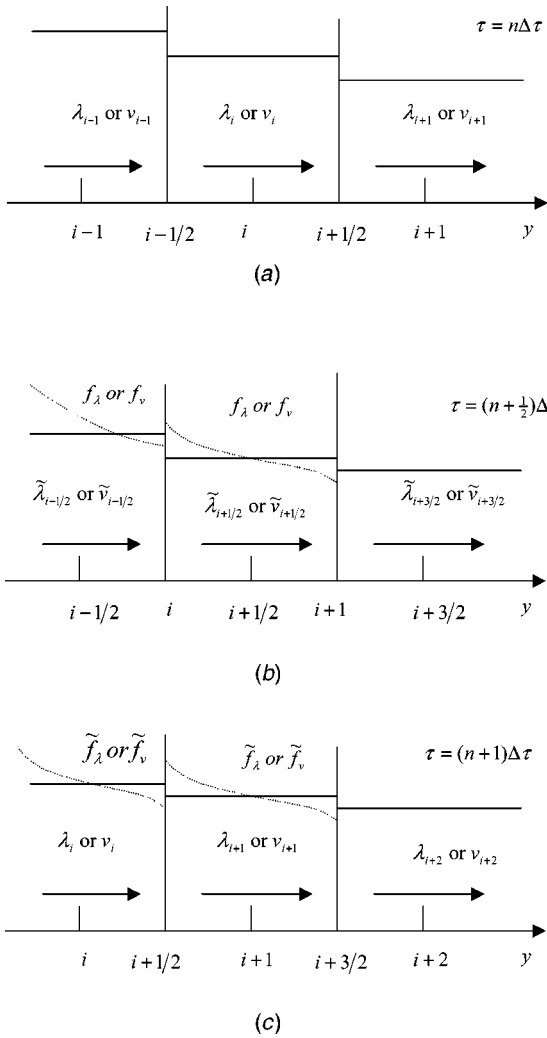 τ = nΔτ
λ_{i−1} or v_{i−1} λ_i or v_i λ_{i+1} or v_{i+1}
i−1 i−1/2 i i+1/2 i+1 y
(a)
f_λ or f_v f_λ or f_v τ = (n+½)Δ
λ̃_{i−1/2} or ṽ_{i−1/2} λ̃_{i+1/2} or ṽ_{i+1/2} λ̃_{i+3/2} or ṽ_{i+3/2}
i−1/2 i i+1/2 i+1 i+3/2 y
(b)
f̃_λ or f̃_v f̃_λ or f̃_v τ = (n+1)Δτ
λ_i or v_i λ_{i+1} or v_{i+1} λ_{i+2} or v_{i+2}
i i+1/2 i+1 i+3/2 i+2 y
(c)